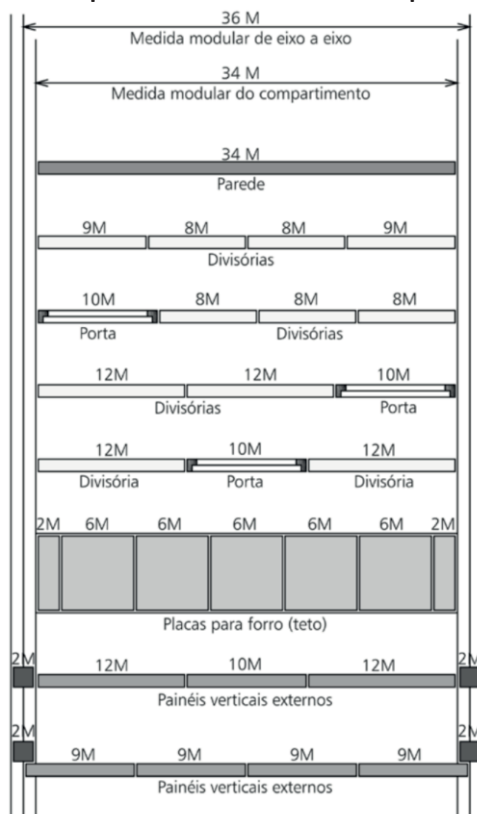 36 M
Medida modular de eixo a eixo
34 M
Medida modular do compartimento
34 M
Parede
9M 8M 8M 9M
Divisórias
10M 8M 8M 8M
Porta Divisórias
12M 12M 10M
Divisórias Porta
12M 10M 12M
Divisória Porta Divisória
2M 6M 6M 6M 6M 6M 2M
Placas para forro (teto)
2M 12M 10M 12M 2M
Painéis verticais externos
2M 2M
9M 9M 9M 9M
Painéis verticais externos